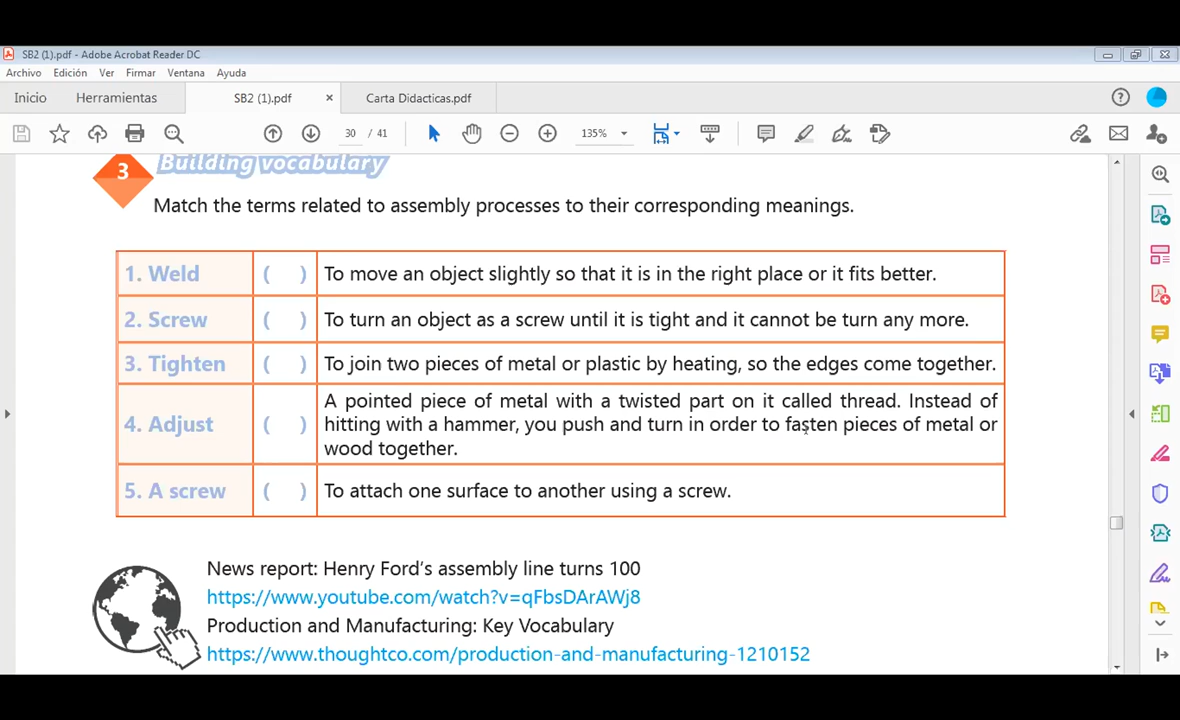 SB2 (1).pdf - Adobe Acrobat Reader DC
Archivo Edición Ver Firmar Ventana Ayuda
Inicio Herramientas SB2 (1).pdf × Carta Didacticas.pdf
30 / 41 135%
3 Building vocabulary
Match the terms related to assembly processes to their corresponding meanings.
1. Weld ( ) To move an object slightly so that it is in the right place or it fits better.
2. Screw ( ) To turn an object as a screw until it is tight and it cannot be turn any more.
3. Tighten ( ) To join two pieces of metal or plastic by heating, so the edges come together.
4. Adjust ( ) A pointed piece of metal with a twisted part on it called thread. Instead of
hitting with a hammer, you push and turn in order to fasten pieces of metal or
wood together.
5. A screw ( ) To attach one surface to another using a screw.
News report: Henry Ford’s assembly line turns 100
https://www.youtube.com/watch?v=qFbsDArAWj8
Production and Manufacturing: Key Vocabulary
https://www.thoughtco.com/production-and-manufacturing-1210152